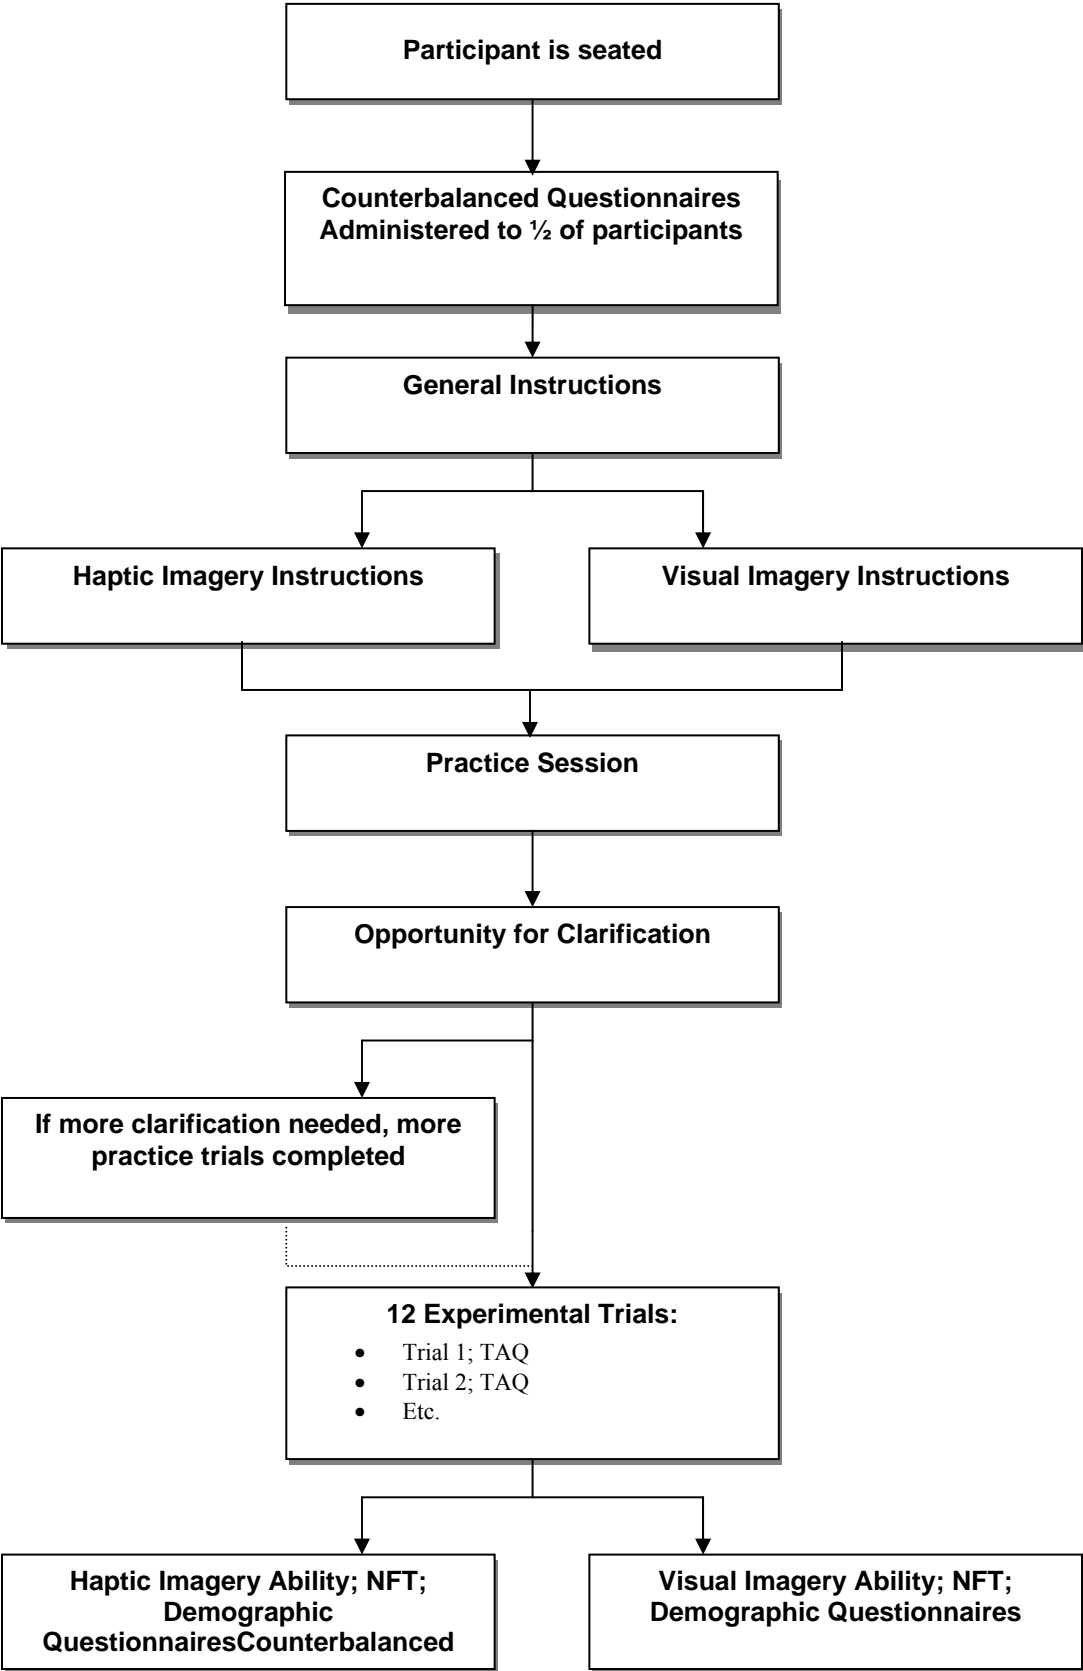 Participant is seated
Counterbalanced Questionnaires
Administered to ½ of participants
General Instructions
Haptic Imagery Instructions
Visual Imagery Instructions
Practice Session
Opportunity for Clarification
If more clarification needed, more
practice trials completed
12 Experimental Trials:
• Trial 1; TAQ
• Trial 2; TAQ
• Etc.
Haptic Imagery Ability; NFT;
Demographic
QuestionnairesCounterbalanced
Visual Imagery Ability; NFT;
Demographic Questionnaires